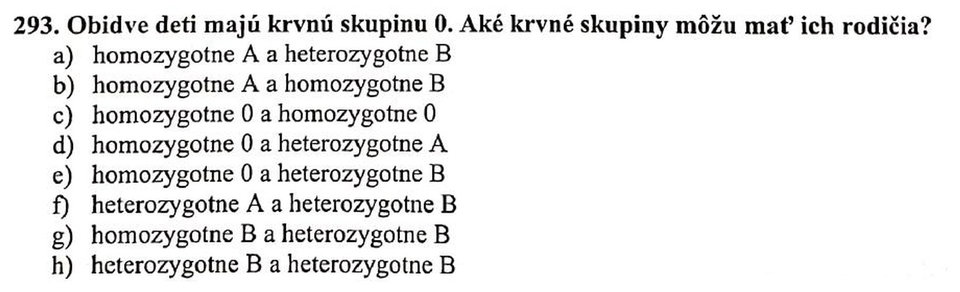 293. Obidve deti majú krvnú skupinu 0. Aké krvné skupiny môžu mať ich rodičia?
a) homozygotne A a heterozygotne B
b) homozygotne A a homozygotne B
c) homozygotne 0 a homozygotne 0
d) homozygotne 0 a heterozygotne A
e) homozygotne 0 a heterozygotne B
f) heterozygotne A a heterozygotne B
g) homozygotne B a heterozygotne B
h) heterozygotne B a heterozygotne B